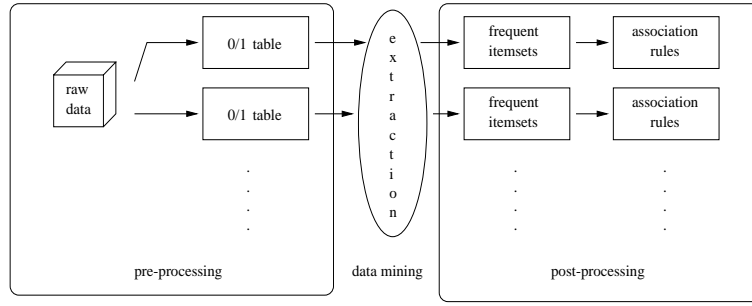 0/1 table
frequent
itemsets
association
rules
raw
data
0/1 table
extraction
frequent
itemsets
association
rules
pre-processing
data mining
post-processing